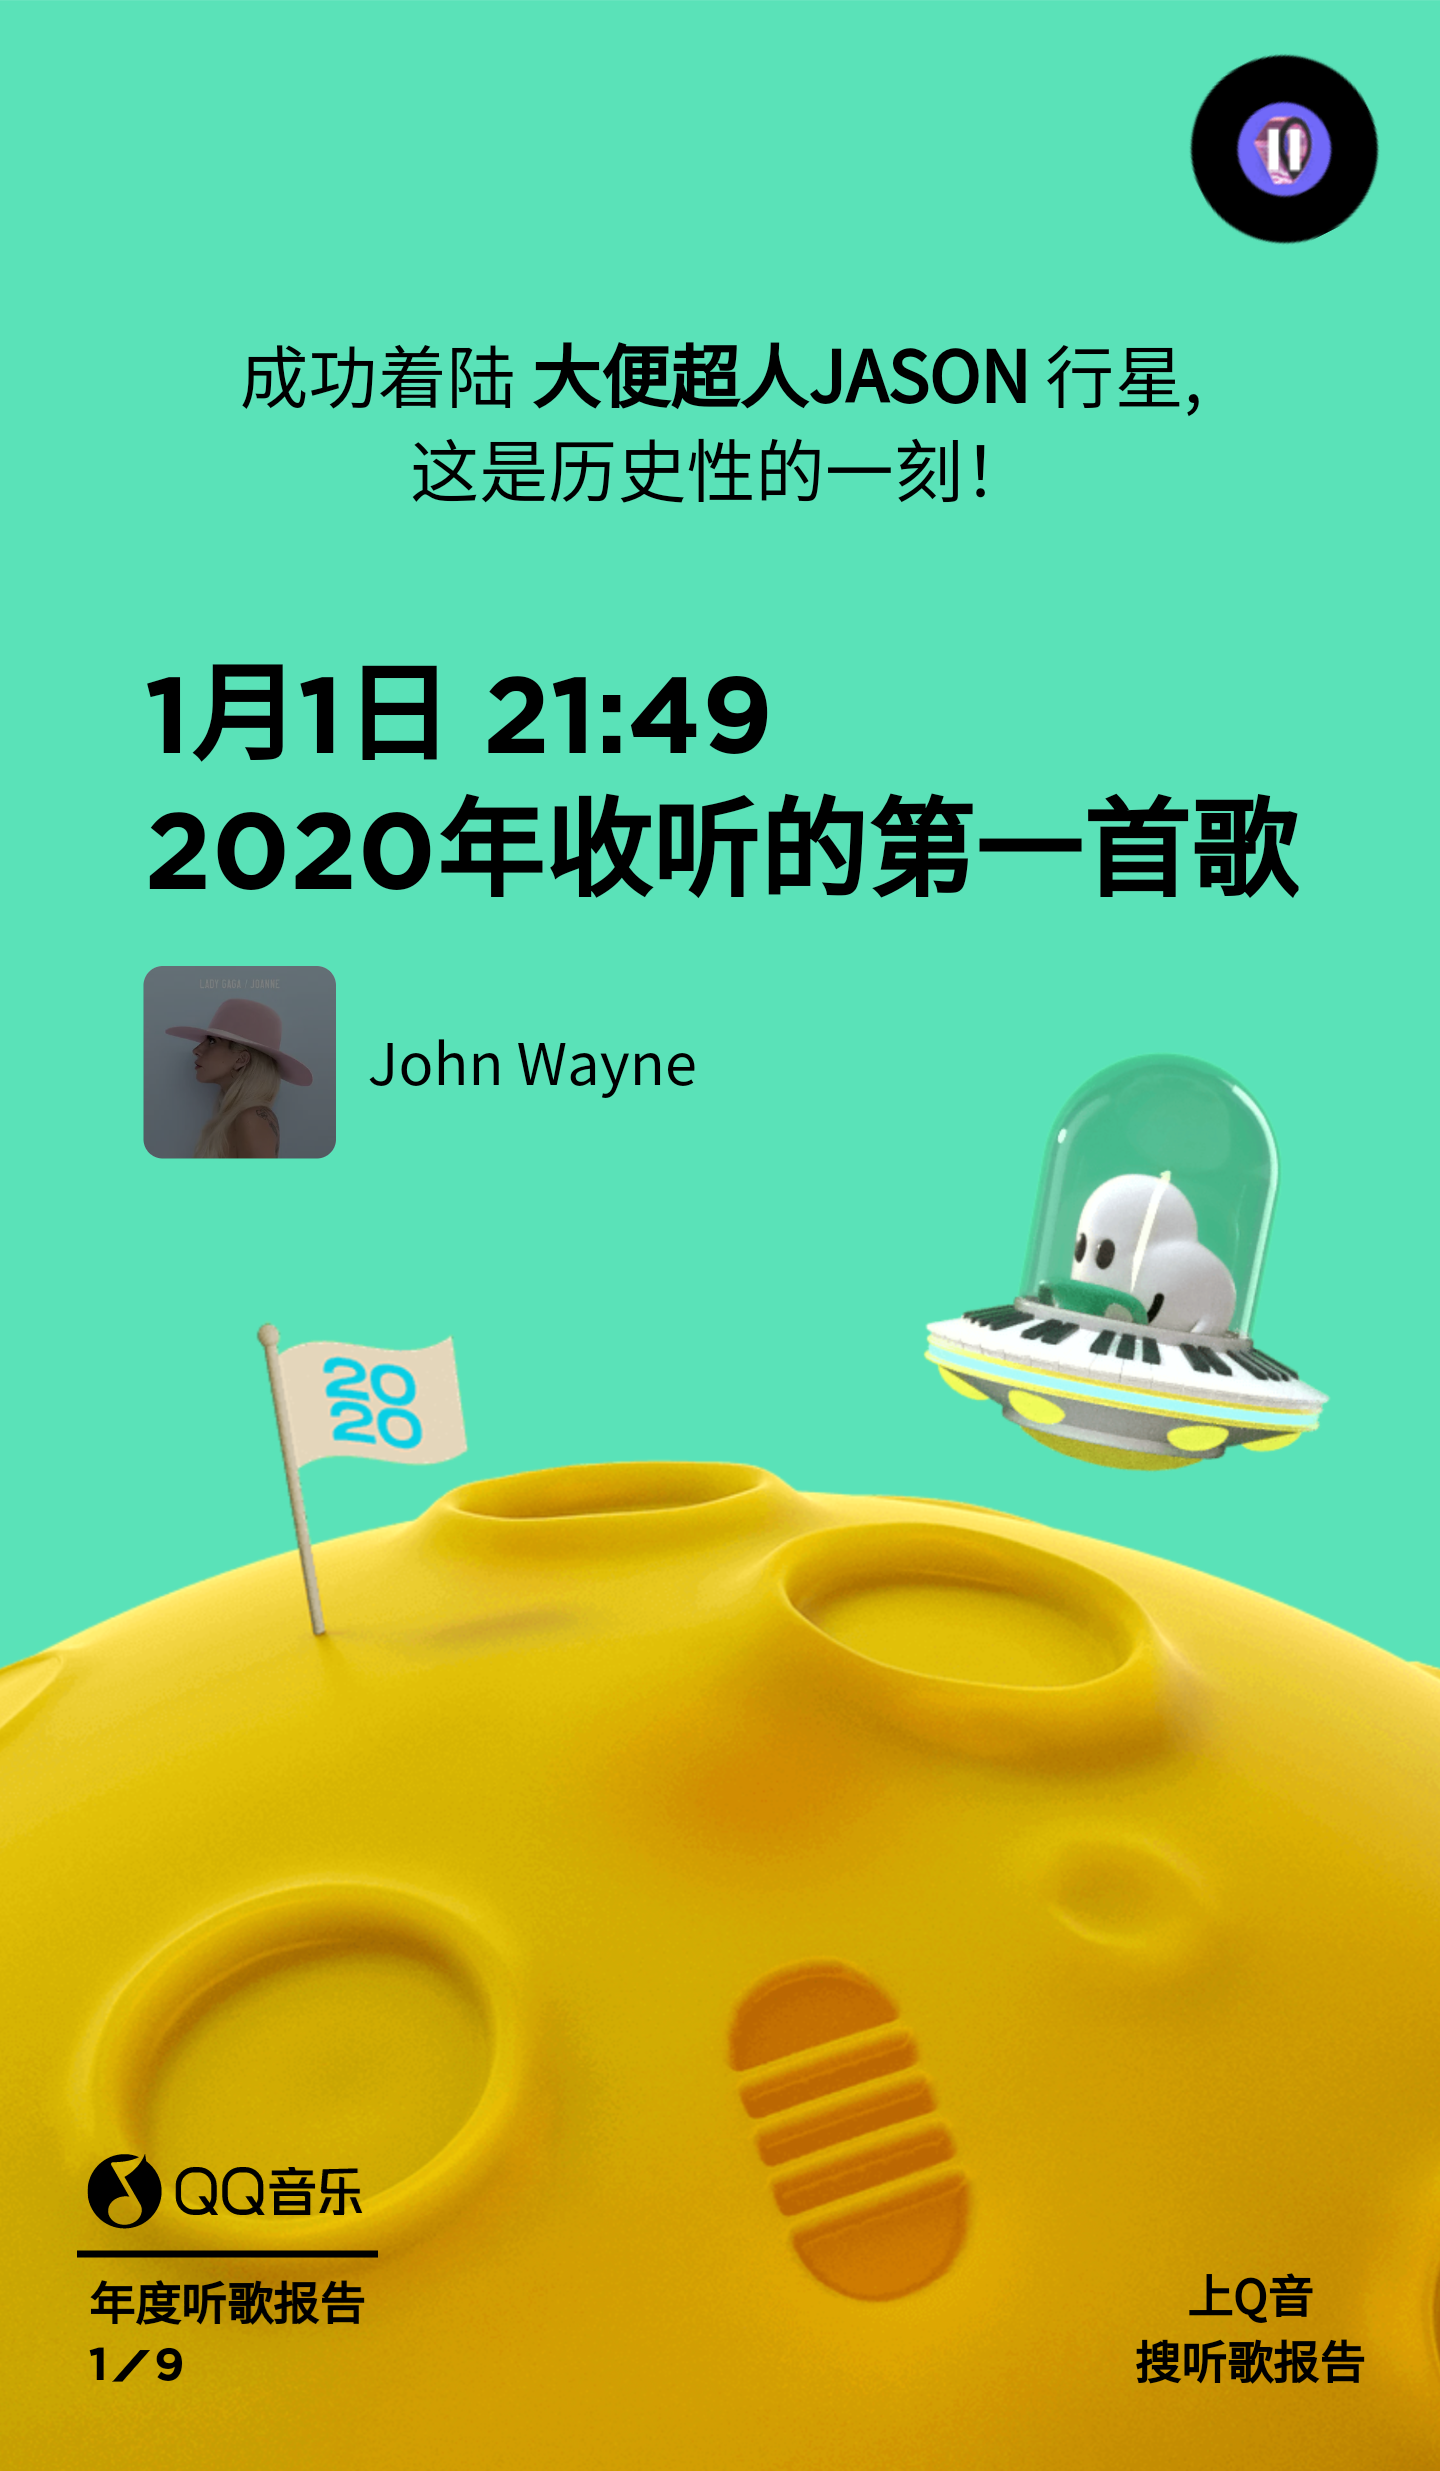 成功着陆 大便超人JASON 行星，
这是历史性的一刻！
1月1日 21:49
2020年收听的第一首歌
LADY GAGA / JOANNE
John Wayne
20
20
QQ音乐
年度听歌报告
1/9
上Q音
搜听歌报告